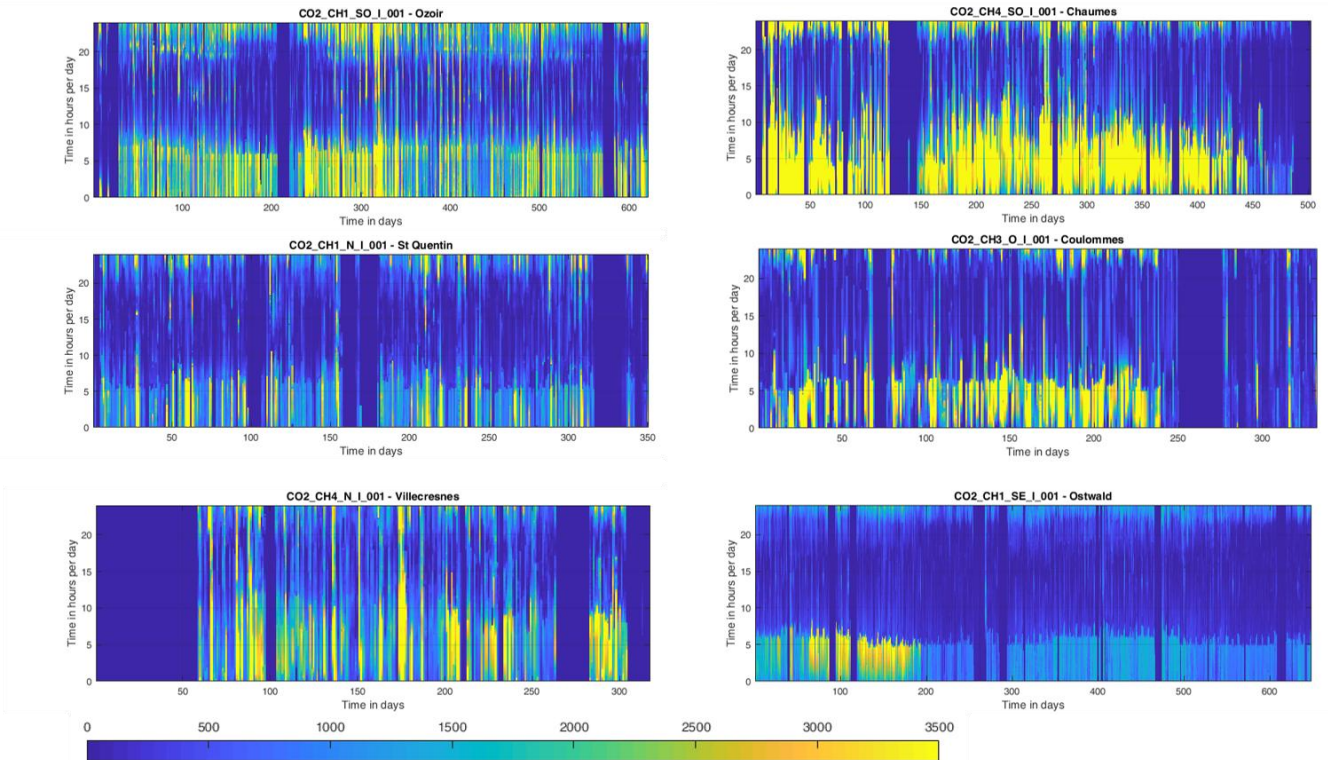 CO2_CH1_SO_I_001 - Ozoir
Time in hours per day
20
15
10
5
0
100 200 300 400 500 600
Time in days
CO2_CH4_SO_I_001 - Chaumes
Time in hours per day
20
15
10
5
0
50 100 150 200 250 300 350 400 450 500
Time in days
CO2_CH1_N_I_001 - St Quentin
Time in hours per day
20
15
10
5
0
50 100 150 200 250 300 350
Time in days
CO2_CH3_O_I_001 - Coulommes
Time in hours per day
20
15
10
5
0
50 100 150 200 250 300
Time in days
CO2_CH4_N_I_001 - Villecresnes
Time in hours per day
20
15
10
5
0
50 100 150 200 250 300
Time in days
CO2_CH1_SE_I_001 - Ostwald
Time in hours per day
20
15
10
5
0
100 200 300 400 500 600
Time in days
0 500 1000 1500 2000 2500 3000 3500